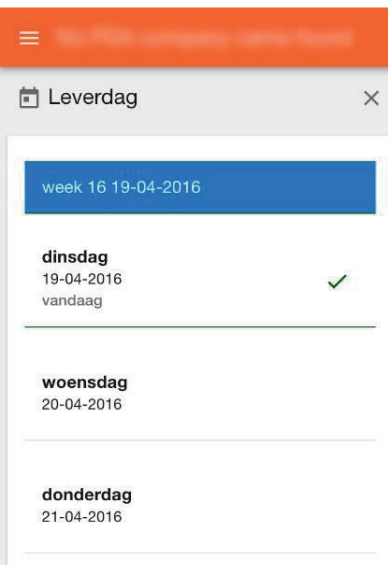 Leverdag
week 16 19-04-2016
dinsdag
19-04-2016
vandaag
woensdag
20-04-2016
donderdag
21-04-2016